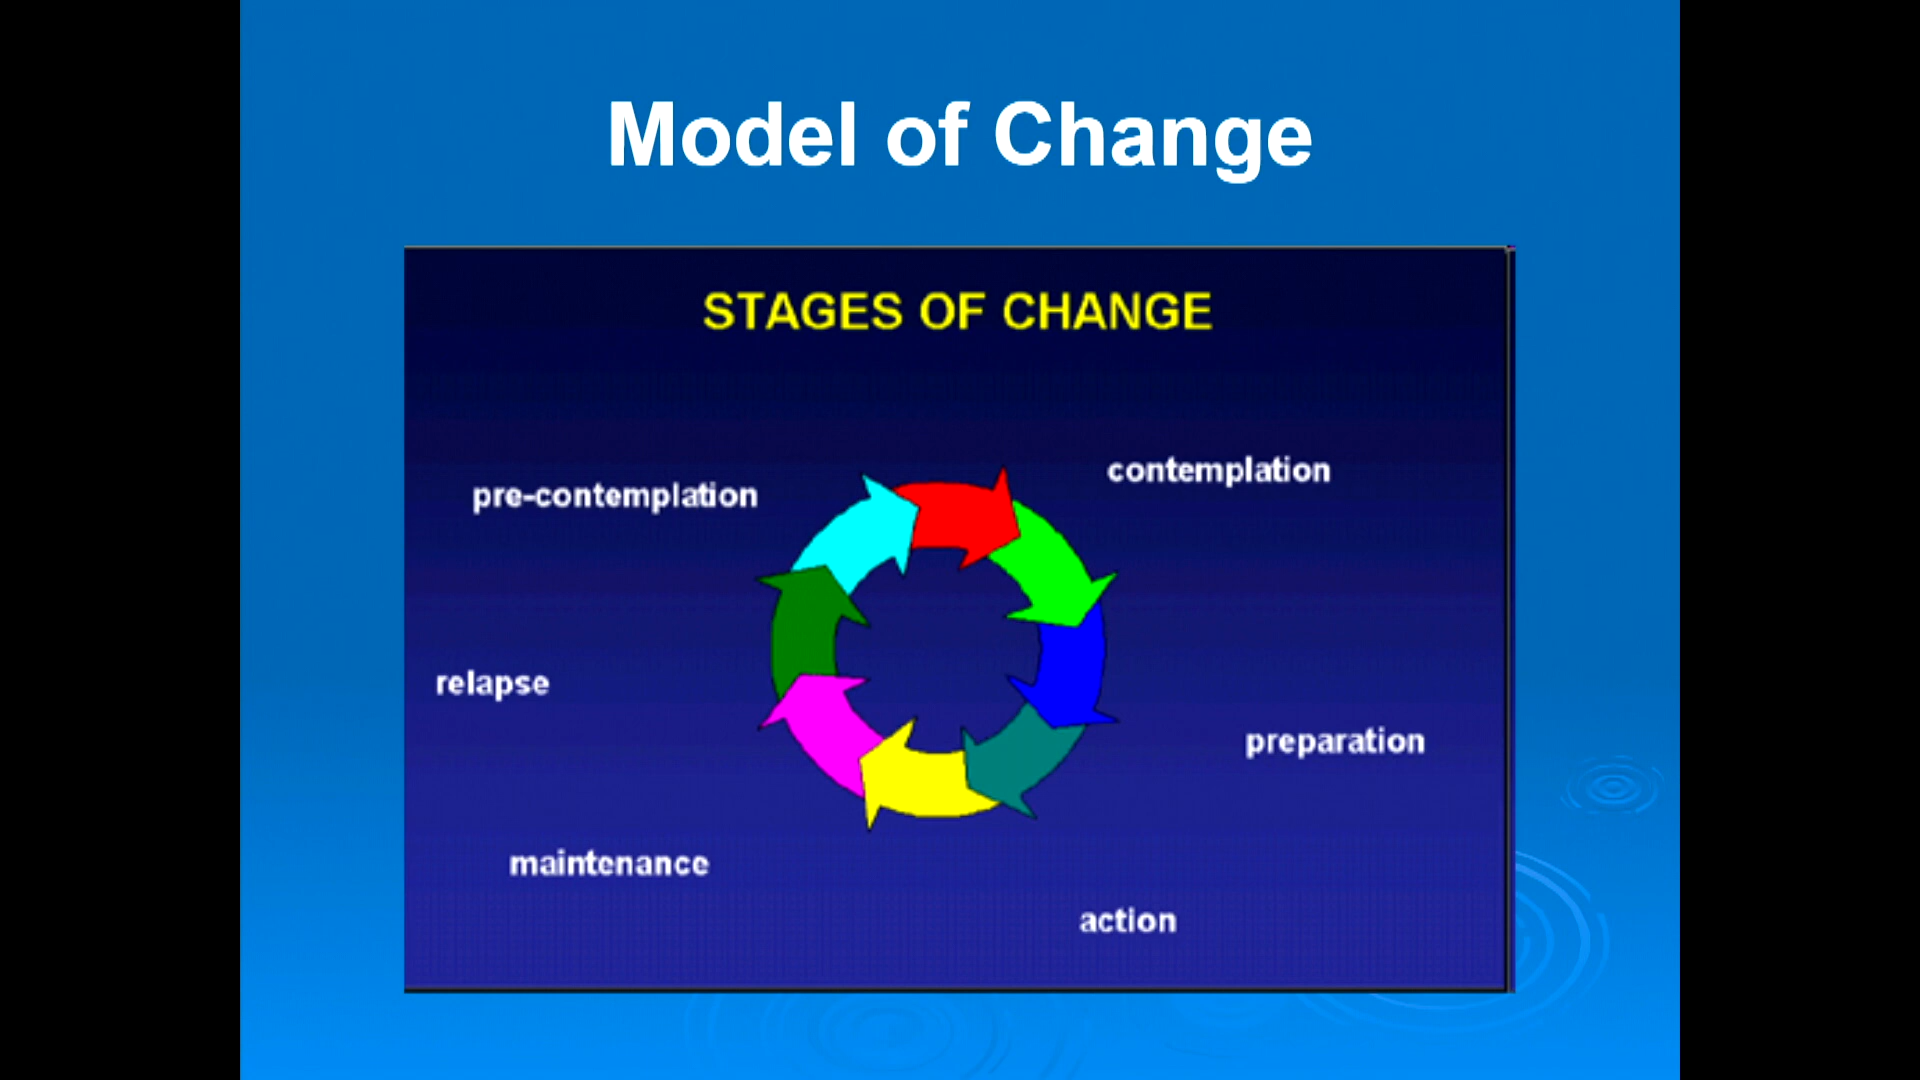 Model of Change
STAGES OF CHANGE
contemplation
pre-contemplation
relapse
preparation
maintenance
action